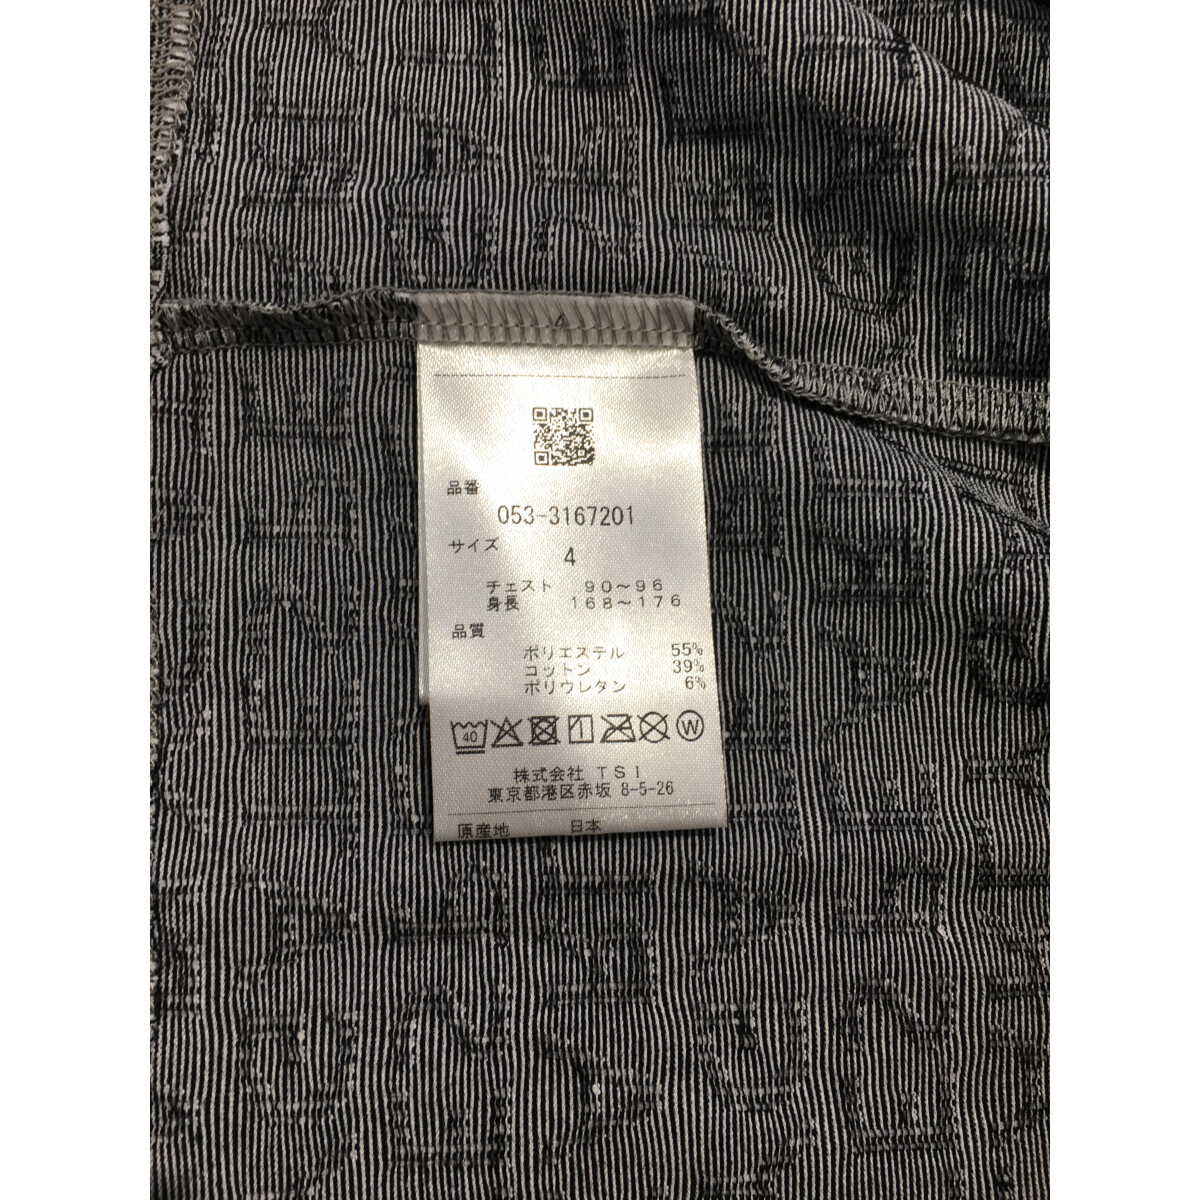 4
品番
053-3167201
サイズ
4
チェスト 90～96
身長 168～176
品質
ポリエステル 55%
コットン 39%
ポリウレタン 6%
40
W
株式会社 TSI
東京都港区赤坂 8-5-26
原産地 日本